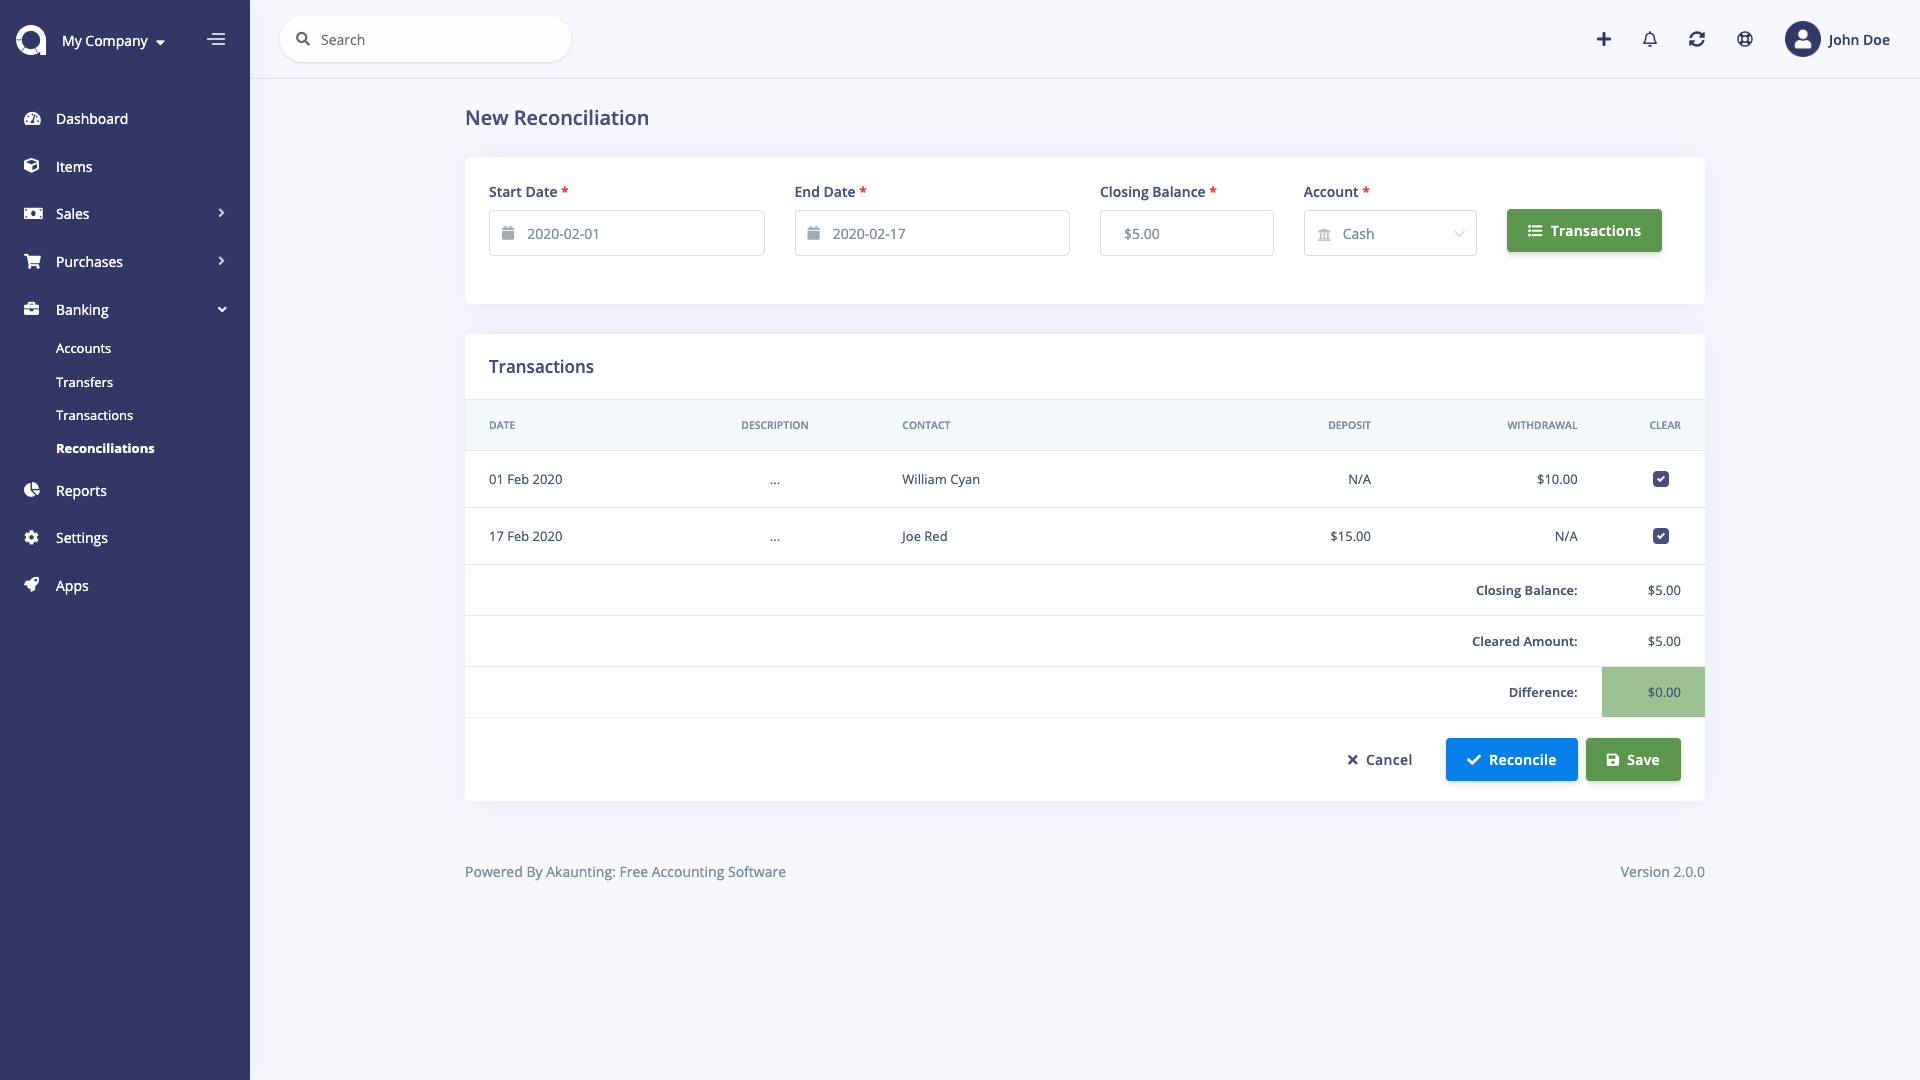 My Company
Search
John Doe
Dashboard
Items
Sales
Purchases
Banking
Accounts
Transfers
Transactions
Reconciliations
Reports
Settings
Apps
New Reconciliation
Start Date * End Date * Closing Balance * Account *
2020-02-01 2020-02-17 $5.00 Cash Transactions
Transactions
DATE DESCRIPTION CONTACT DEPOSIT WITHDRAWAL CLEAR
01 Feb 2020 ... William Cyan N/A $10.00
17 Feb 2020 ... Joe Red $15.00 N/A
Closing Balance: $5.00
Cleared Amount: $5.00
Difference: $0.00
Cancel Reconcile Save
Powered By Akaunting: Free Accounting Software Version 2.0.0